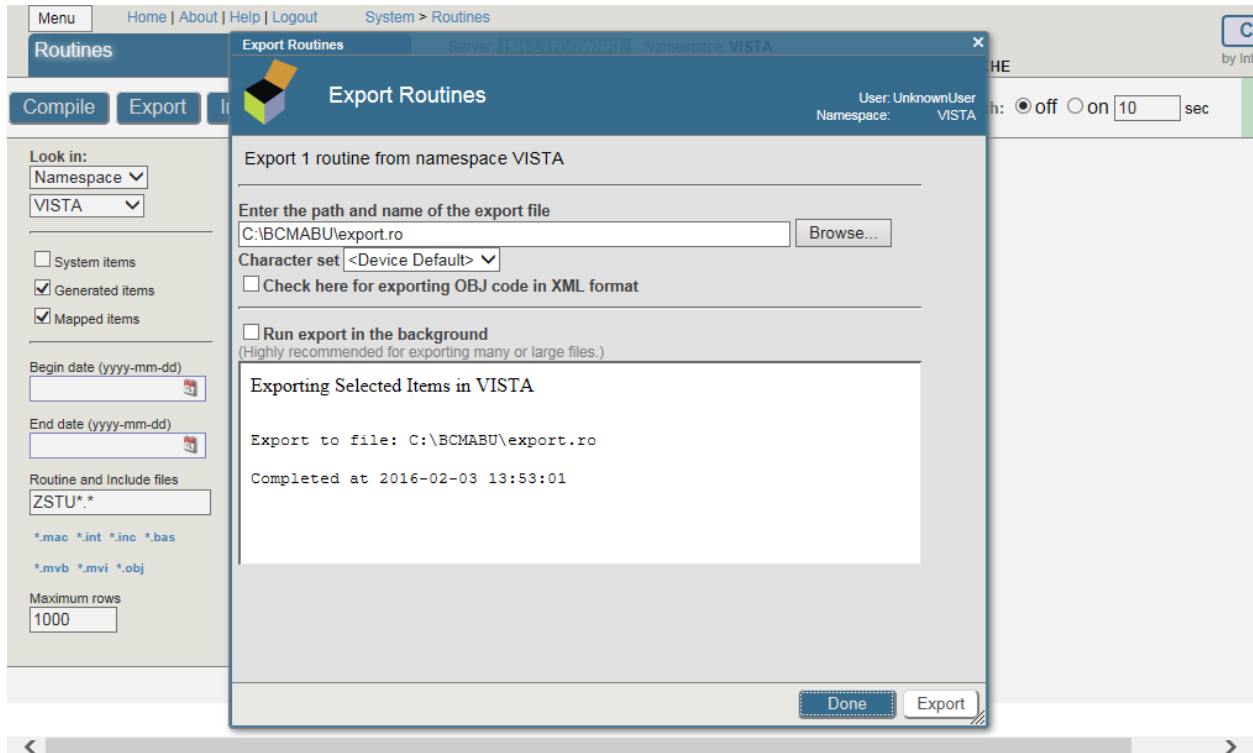 Menu Home | About | Help | Logout System > Routines
Routines
Export Routines
Server: ISH-LT7COWNKE Namespace: VISTA
×
HE
C
by Int
Compile Export
Export Routines
User: UnknownUser
Namespace: VISTA
h: off on 10 sec
Export 1 routine from namespace VISTA
Look in:
Namespace
VISTA
System items
Generated items
Mapped items
Begin date (yyyy-mm-dd)
End date (yyyy-mm-dd)
Routine and Include files
ZSTU*.*
*.mac *.int *.inc *.bas
*.mvb *.mvi *.obj
Maximum rows
1000
Enter the path and name of the export file
C:\BCMABU\export.ro Browse...
Character set <Device Default>
Check here for exporting OBJ code in XML format
Run export in the background
(Highly recommended for exporting many or large files.)
Exporting Selected Items in VISTA
Export to file: C:\BCMABU\export.ro
Completed at 2016-02-03 13:53:01
Done Export